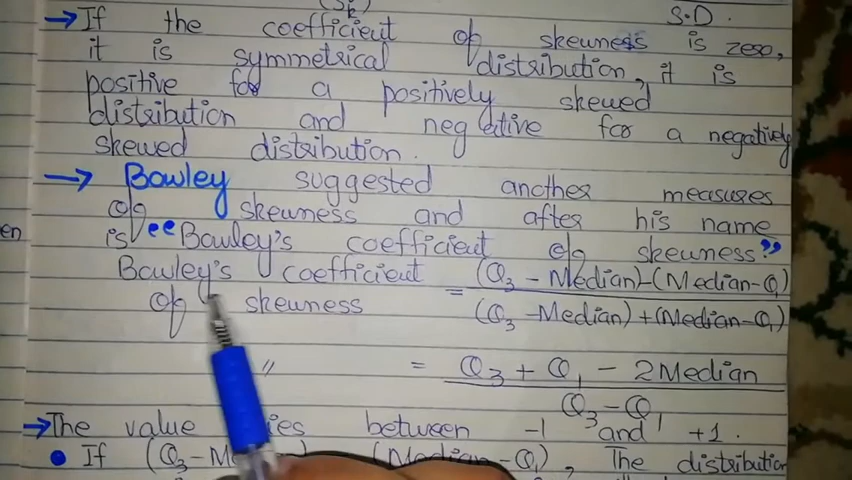 (Sk)
S.D.
→ If the coefficient of skewness is zero,
it is symmetrical distribution, it is
positive for a positively skewed
distribution and negative for a negatively
skewed distribution.
→ Bowley suggested another measures
of skewness and after his name
en
is “Bowley's coefficient of skewness”
Bowley's coefficient of skewness = (Q3 - Median) - (Median - Q1) / (Q3 - Median) + (Median - Q1)
" = Q3 + Q1 - 2Median / Q3 - Q1
→ The value between -1 and +1.
• If (Q3 - (Median - Q1), The distribution